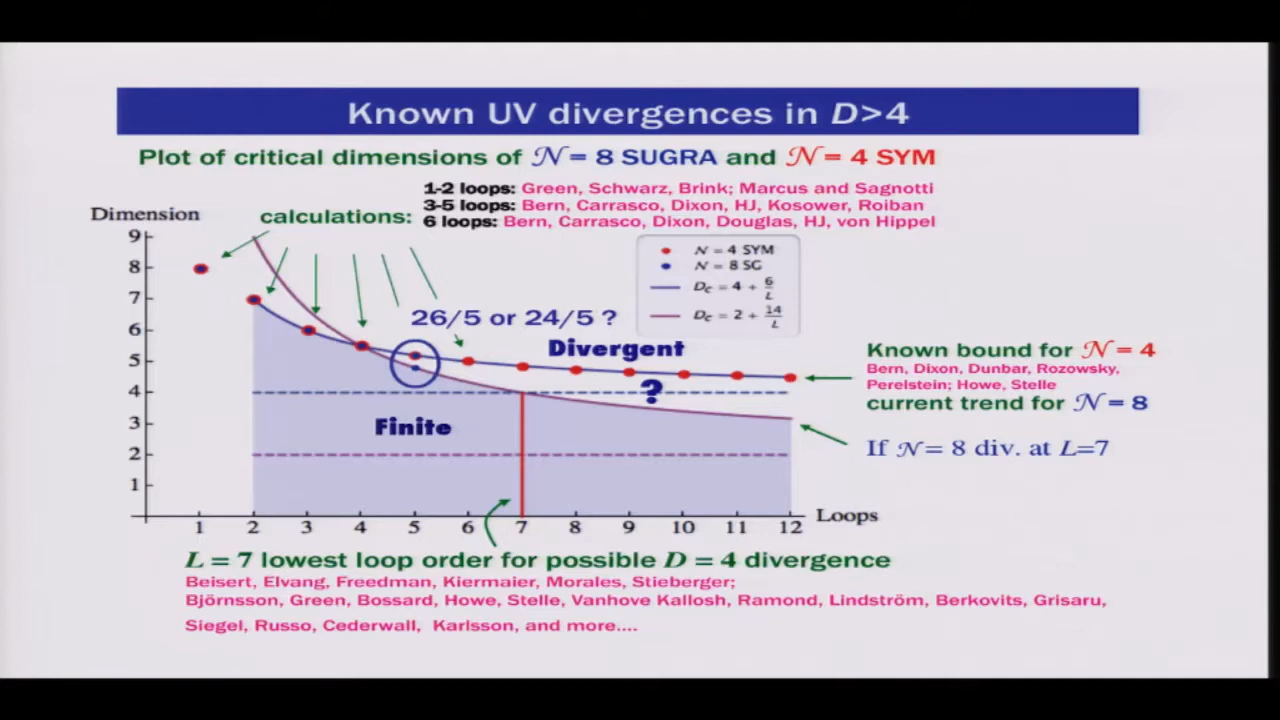 Known UV divergences in D>4
Plot of critical dimensions of N = 8 SUGRA and N = 4 SYM
1-2 loops: Green, Schwarz, Brink; Marcus and Sagnotti
3-5 loops: Bern, Carrasco, Dixon, HJ, Kosower, Roiban
6 loops: Bern, Carrasco, Dixon, Douglas, HJ, von Hippel
calculations:
Dimension
9
8
7
6
5
4
3
2
1
N = 4 SYM
N = 8 SG
Dc = 4 + 6/L
Dc = 2 + 14/L
26/5 or 24/5 ?
Divergent
?
Finite
Known bound for N = 4
Bern, Dixon, Dunbar, Rozowsky,
Perelstein; Howe, Stelle
current trend for N = 8
If N = 8 div. at L=7
1 2 3 4 5 6 7 8 9 10 11 12 Loops
L = 7 lowest loop order for possible D = 4 divergence
Beisert, Elvang, Freedman, Kiermaier, Morales, Stieberger;
Björnsson, Green, Bossard, Howe, Stelle, Vanhove Kallosh, Ramond, Lindström, Berkovits, Grisaru,
Siegel, Russo, Cederwall, Karlsson, and more....